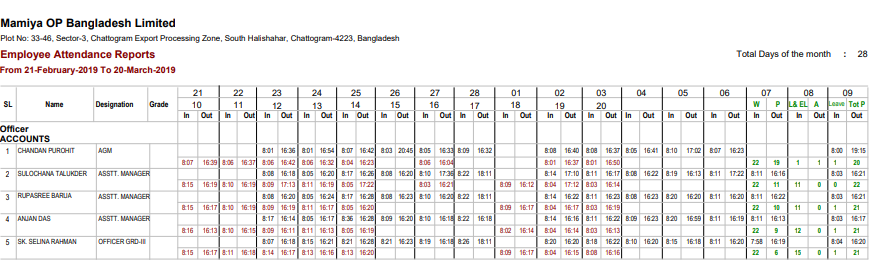 Mamiya OP Bangladesh Limited
Plot No: 33-46, Sector-3, Chattogram Export Processing Zone, South Halishahar, Chattogram-4223, Bangladesh
Employee Attendance Reports Total Days of the month : 28
From 21-February-2019 To 20-March-2019
21 22 23 24 25 26 27 28 01 02 03 04 05 06 07 08 09
SL Name Designation Grade 10 11 12 13 14 15 16 17 18 19 20 W P L& EL A Leave Tot P
In Out In Out In Out In Out In Out In Out In Out In Out In Out In Out In Out In Out In Out In Out In Out In Out In Out
Officer
ACCOUNTS
1 CHANDAN PUROHIT AGM 8:01 16:36 8:01 16:54 8:07 16:42 8:03 20:45 8:05 16:33 8:09 16:32 8:08 16:40 8:08 16:37 8:05 16:41 8:10 17:02 8:07 16:23 8:00 19:15
8:07 16:39 8:06 16:37 8:06 16:42 8:06 16:32 8:04 16:23 8:06 16:04 8:01 16:37 8:01 16:50 22 19 1 1 1 20
2 SULOCHANA TALUKDER ASSTT. MANAGER 8:08 16:18 8:05 16:20 8:17 16:26 8:08 16:20 8:10 17:36 8:22 18:11 8:14 17:10 8:11 16:17 8:08 16:22 8:19 16:13 8:11 17:22 8:11 16:16 8:03 16:21
8:15 16:19 8:10 16:19 8:09 17:13 8:11 16:19 8:05 17:22 8:03 16:21 8:09 16:12 8:04 17:12 8:03 16:14 22 11 11 0 0 22
3 RUPASREE BARUA ASSTT. MANAGER 8:08 16:20 8:05 16:24 8:17 16:28 8:08 16:23 8:10 16:20 8:22 18:11 8:14 16:22 8:11 16:23 8:08 16:23 8:20 16:20 8:11 16:20 8:11 16:22 8:03 16:21
8:15 16:17 8:10 16:19 8:09 16:19 8:11 16:17 8:05 16:20 8:09 16:17 8:04 16:17 8:03 16:19 22 10 11 0 1 21
4 ANJAN DAS ASSTT. MANAGER 8:17 16:14 8:05 16:17 8:36 16:28 8:09 16:20 8:10 16:18 8:22 16:18 8:14 16:16 8:11 16:22 8:09 16:23 8:20 16:59 8:11 16:19 8:11 16:13 8:03 16:17
8:16 16:13 8:10 16:15 8:09 16:11 8:11 16:13 8:05 16:19 8:02 16:14 8:04 16:14 8:03 16:13 22 9 12 0 1 21
5 SK. SELINA RAHMAN OFFICER GRD-III 8:07 16:18 8:15 16:21 8:21 16:28 8:21 16:23 8:19 16:18 8:26 18:11 8:20 16:20 8:18 16:22 8:10 16:20 8:15 16:18 8:11 16:20 7:58 16:19 8:04 16:20
8:15 16:17 8:11 16:18 8:14 16:17 8:13 16:16 8:13 16:20 8:09 16:17 8:04 16:15 8:08 16:16 22 6 15 0 1 21